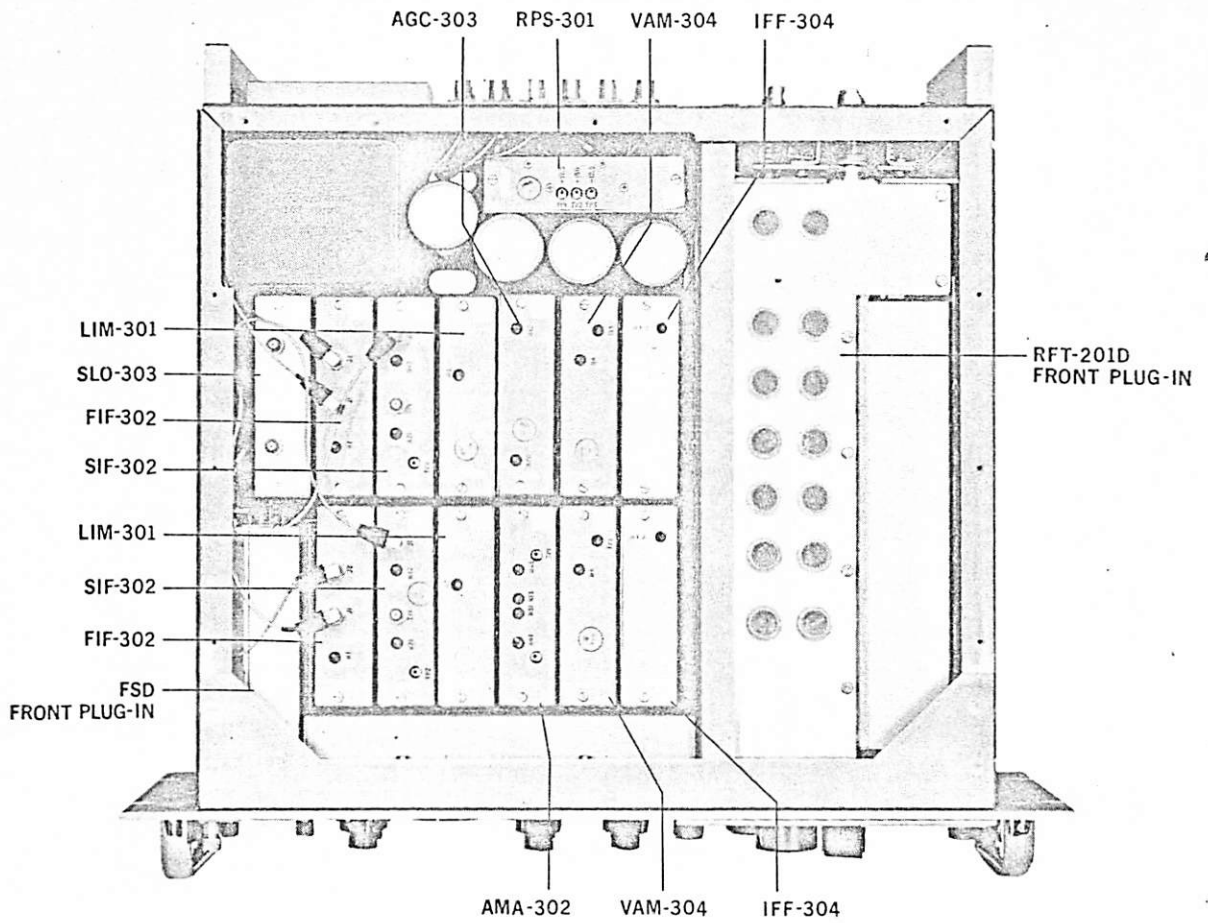 AGC-303 RPS-301 VAM-304 IFF-304
LIM-301
SLO-303
FIF-302
SIF-302
LIM-301
SIF-302
FIF-302
FSD
FRONT PLUG-IN
RFT-201D
FRONT PLUG-IN
AMA-302 VAM-304 IFF-304